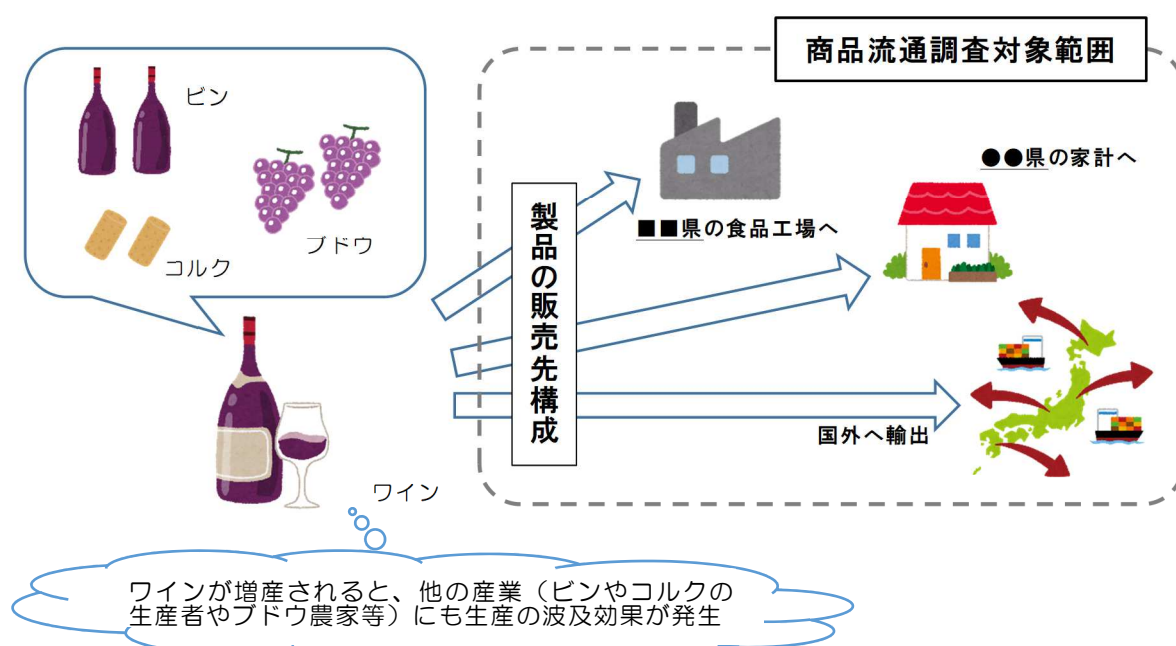 商品流通調査対象範囲
ビン
ブドウ
コルク
ワイン
製品の販売先構成
■■県の食品工場へ
●●県の家計へ
国外へ輸出
ワインが増産されると、他の産業（ビンやコルクの
生産者やブドウ農家等）にも生産の波及効果が発生